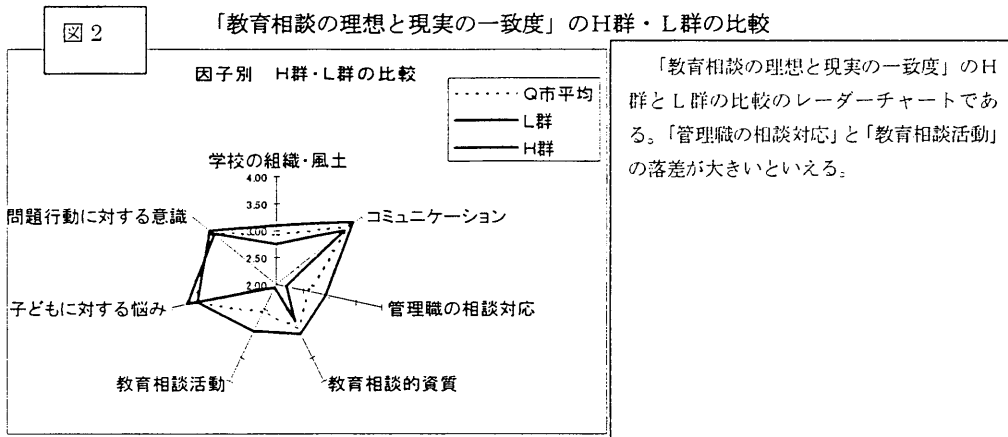 図2
「教育相談の理想と現実の一致度」のH群・L群の比較
因子別 H群・L群の比較
Q市平均
L群
H群
学校の組織・風土
4.00
3.50
3.00
2.50
2.00
コミュニケーション
管理職の相談対応
教育相談的資質
教育相談活動
子どもに対する悩み
問題行動に対する意識
「教育相談の理想と現実の一致度」のH
群とL群の比較のレーダーチャートであ
る。「管理職の相談対応」と「教育相談活動」
の落差が大きいといえる。